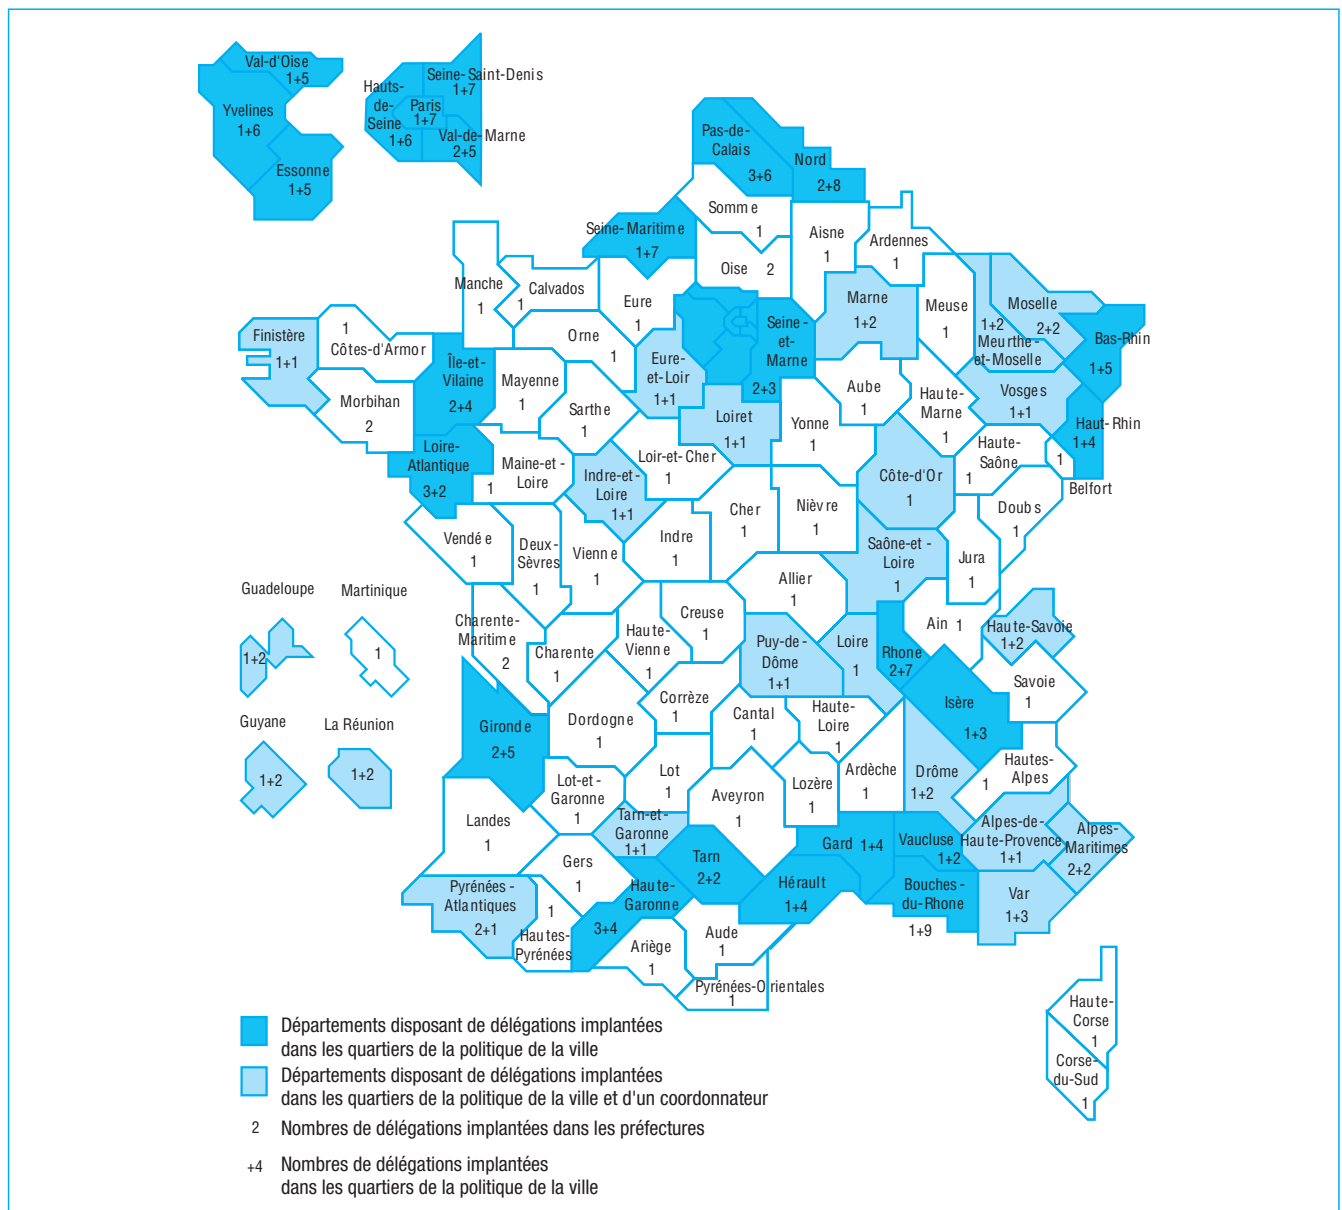 Val-d'Oise
1+5
Yvelines
1+6
Essonne
1+5
Hauts-
de-
Seine
1+6
Seine-Saint-Denis
1+7
Paris
1+7
Val-de-Marne
2+5
Pas-de-
Calais
3+6
Nord
2+8
Somme
1
Seine-Maritime
1+7
Oise 2
Aisne
1
Ardennes
1
Manche
1
Calvados
1
Eure
1
Orne
1
Marne
1+2
Meuse
1
Moselle
2+2
1+2
Meurthe-
et-Moselle
Bas-Rhin
1+5
Finistère
1+1
1
Côtes-d'Armor
Île-et-
Vilaine
2+4
Morbihan
2
Mayenne
1
Sarthe
1
Eure-
et-Loir
1+1
Seine-
et-
Marne
2+3
Aube
1
Haute-
Marne
1
Vosges
1+1
Haut-Rhin
1+4
Loiret
1+1
Yonne
1
Loire-
Atlantique
3+2
Maine-et-
Loire
1
Indre-et-
Loire
1+1
Loir-et-Cher
1
Côte-d'Or
1
Haute-
Saône
1
1
Belfort
Doubs
1
Vendée
1
Deux-
Sèvres
1
Vienne
1
Indre
1
Cher
1
Nièvre
1
Saône-et-
Loire
1
Jura
1
Allier
1
Guadeloupe
1+2
Martinique
1
Guyane
1+2
La Réunion
1+2
Charente-
Maritime
2
Charente
1
Haute-
Vienne
1
Creuse
1
Puy-de-
Dôme
1+1
Loire
1
Rhone
2+7
Ain 1
Haute-Savoie
1+2
Savoie
1
Isère
1+3
Gironde
2+5
Dordogne
1
Corrèze
1
Cantal
1
Haute-
Loire
1
Lot-et-
Garonne
1
Lot
1
Aveyron
1
Lozère
1
Ardèche
1
Drôme
1+2
Hautes-
Alpes
1
Landes
1
Gers
1
Tarn-et-
Garonne
1+1
Tarn
2+2
Gard 1+4
Vaucluse
1+2
Alpes-de-
Haute-Provence
1+1
Alpes-
Maritimes
2+2
Pyrénées-
Atlantiques
2+1
1
Hautes-
Pyrénées
Haute-
Garonne
3+4
Hérault
1+4
Bouches-
du-Rhone
1+9
Var
1+3
Ariège
1
Aude
1
Pyrénées-Orientales
1
Haute-
Corse
1
Corse-
du-Sud
1
Départements disposant de délégations implantées
dans les quartiers de la politique de la ville
Départements disposant de délégations implantées
dans les quartiers de la politique de la ville et d'un coordonnateur
2 Nombres de délégations implantées dans les préfectures
+4 Nombres de délégations implantées
dans les quartiers de la politique de la ville